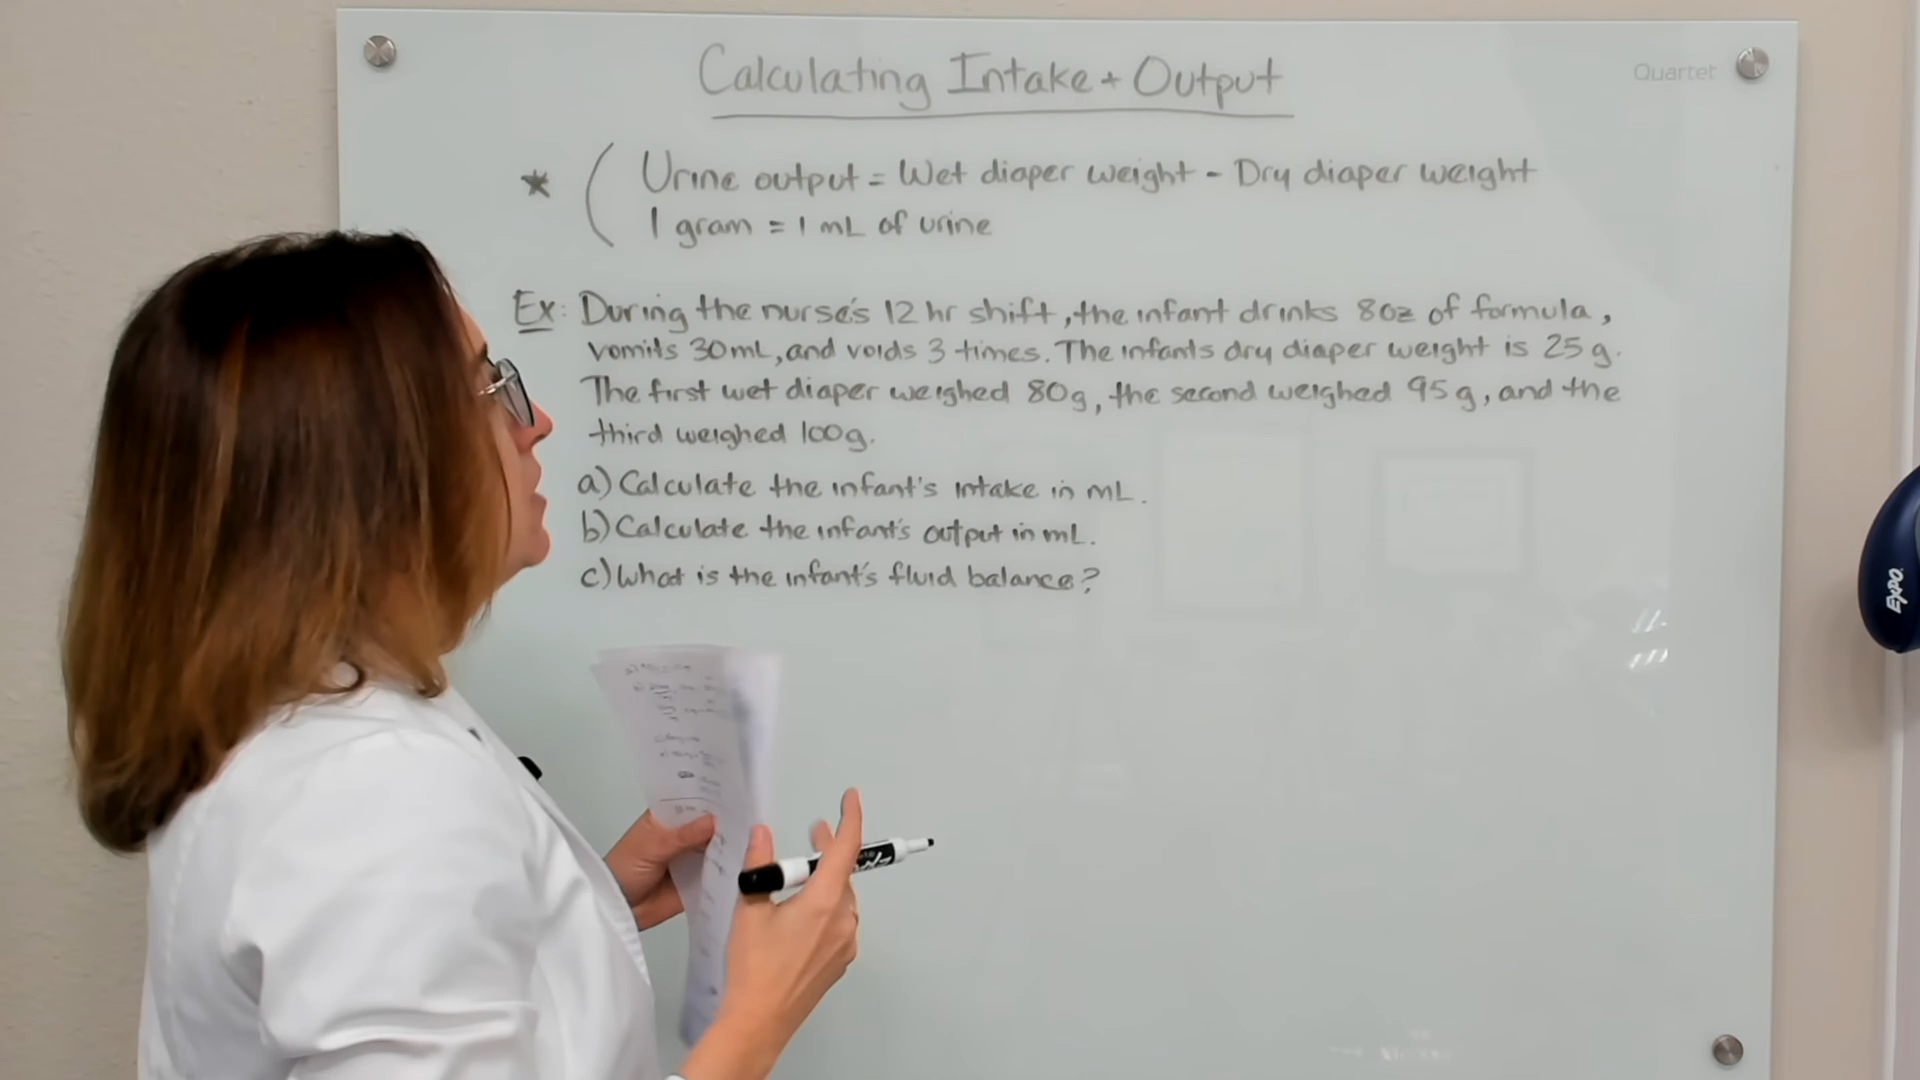 Calculating Intake + Output
Quartet
* ( Urine output = Wet diaper weight - Dry diaper weight
1 gram = 1 mL of urine
Ex: During the nurse's 12 hr shift, the infant drinks 8oz of formula,
vomits 30mL, and voids 3 times. The infants dry diaper weight is 25 g.
The first wet diaper weighed 80g, the second weighed 95 g, and the
third weighed 100g.
a) Calculate the infant's intake in mL.
b) Calculate the infant's output in mL.
c) What is the infant's fluid balance?
EXPO